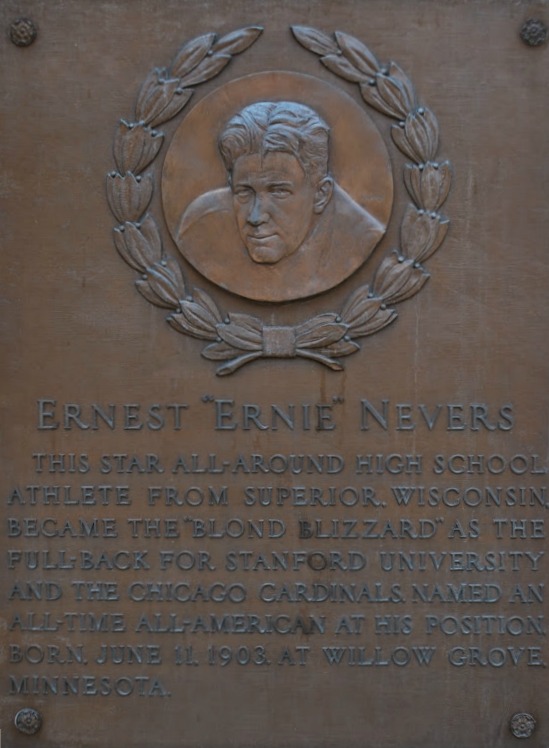 ERNEST "ERNIE" NEVERS
THIS STAR ALL-AROUND HIGH SCHOOL
ATHLETE FROM SUPERIOR, WISCONSIN
BECAME THE "BLOND BLIZZARD" AS THE
FULL-BACK FOR STANFORD UNIVERSITY
AND THE CHICAGO CARDINALS. NAMED AN
ALL-TIME ALL-AMERICAN AT HIS POSITION.
BORN, JUNE 11, 1903, AT WILLOW GROVE,
MINNESOTA.